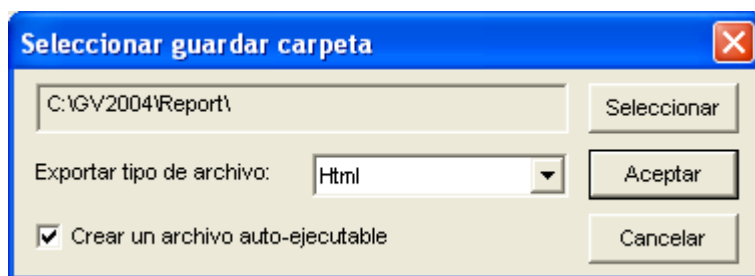 Seleccionar guardar carpeta
C:\GV2004\Report\
Seleccionar
Exportar tipo de archivo:
Html
Aceptar
Crear un archivo auto-ejecutable
Cancelar